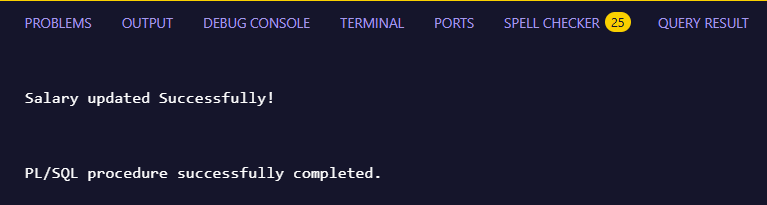 PROBLEMS OUTPUT DEBUG CONSOLE TERMINAL PORTS SPELL CHECKER 25 QUERY RESULT
Salary updated Successfully!
PL/SQL procedure successfully completed.